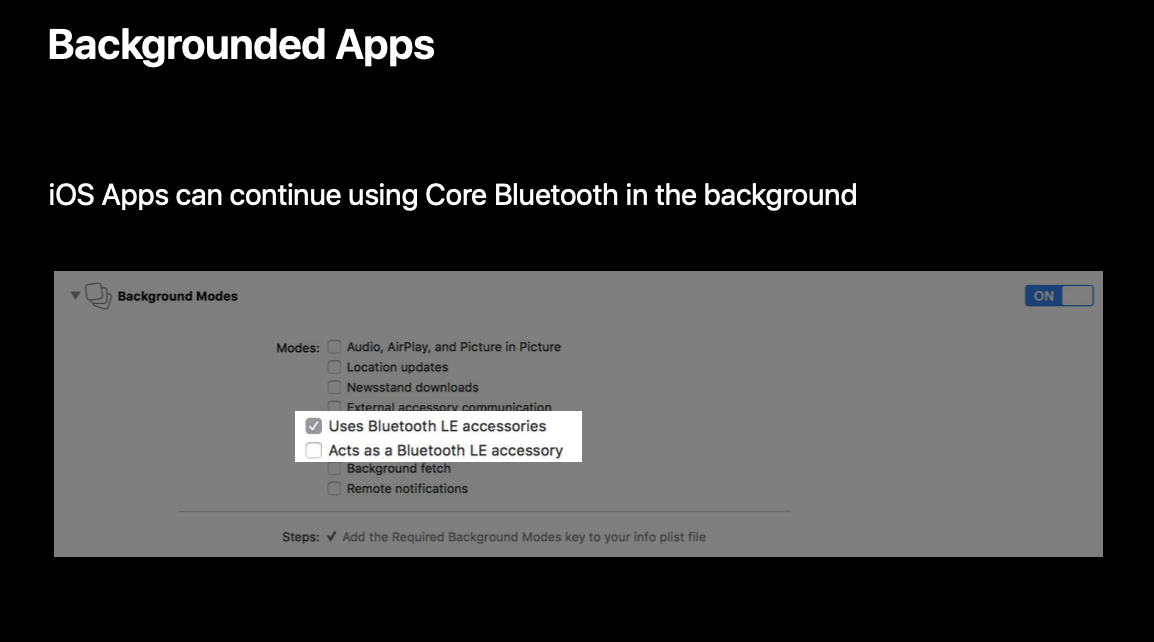 Backgrounded Apps
iOS Apps can continue using Core Bluetooth in the background
Background Modes
ON
Modes: Audio, AirPlay, and Picture in Picture
Location updates
Newsstand downloads
External accessory communication
Uses Bluetooth LE accessories
Acts as a Bluetooth LE accessory
Background fetch
Remote notifications
Steps: ✓ Add the Required Background Modes key to your info plist file